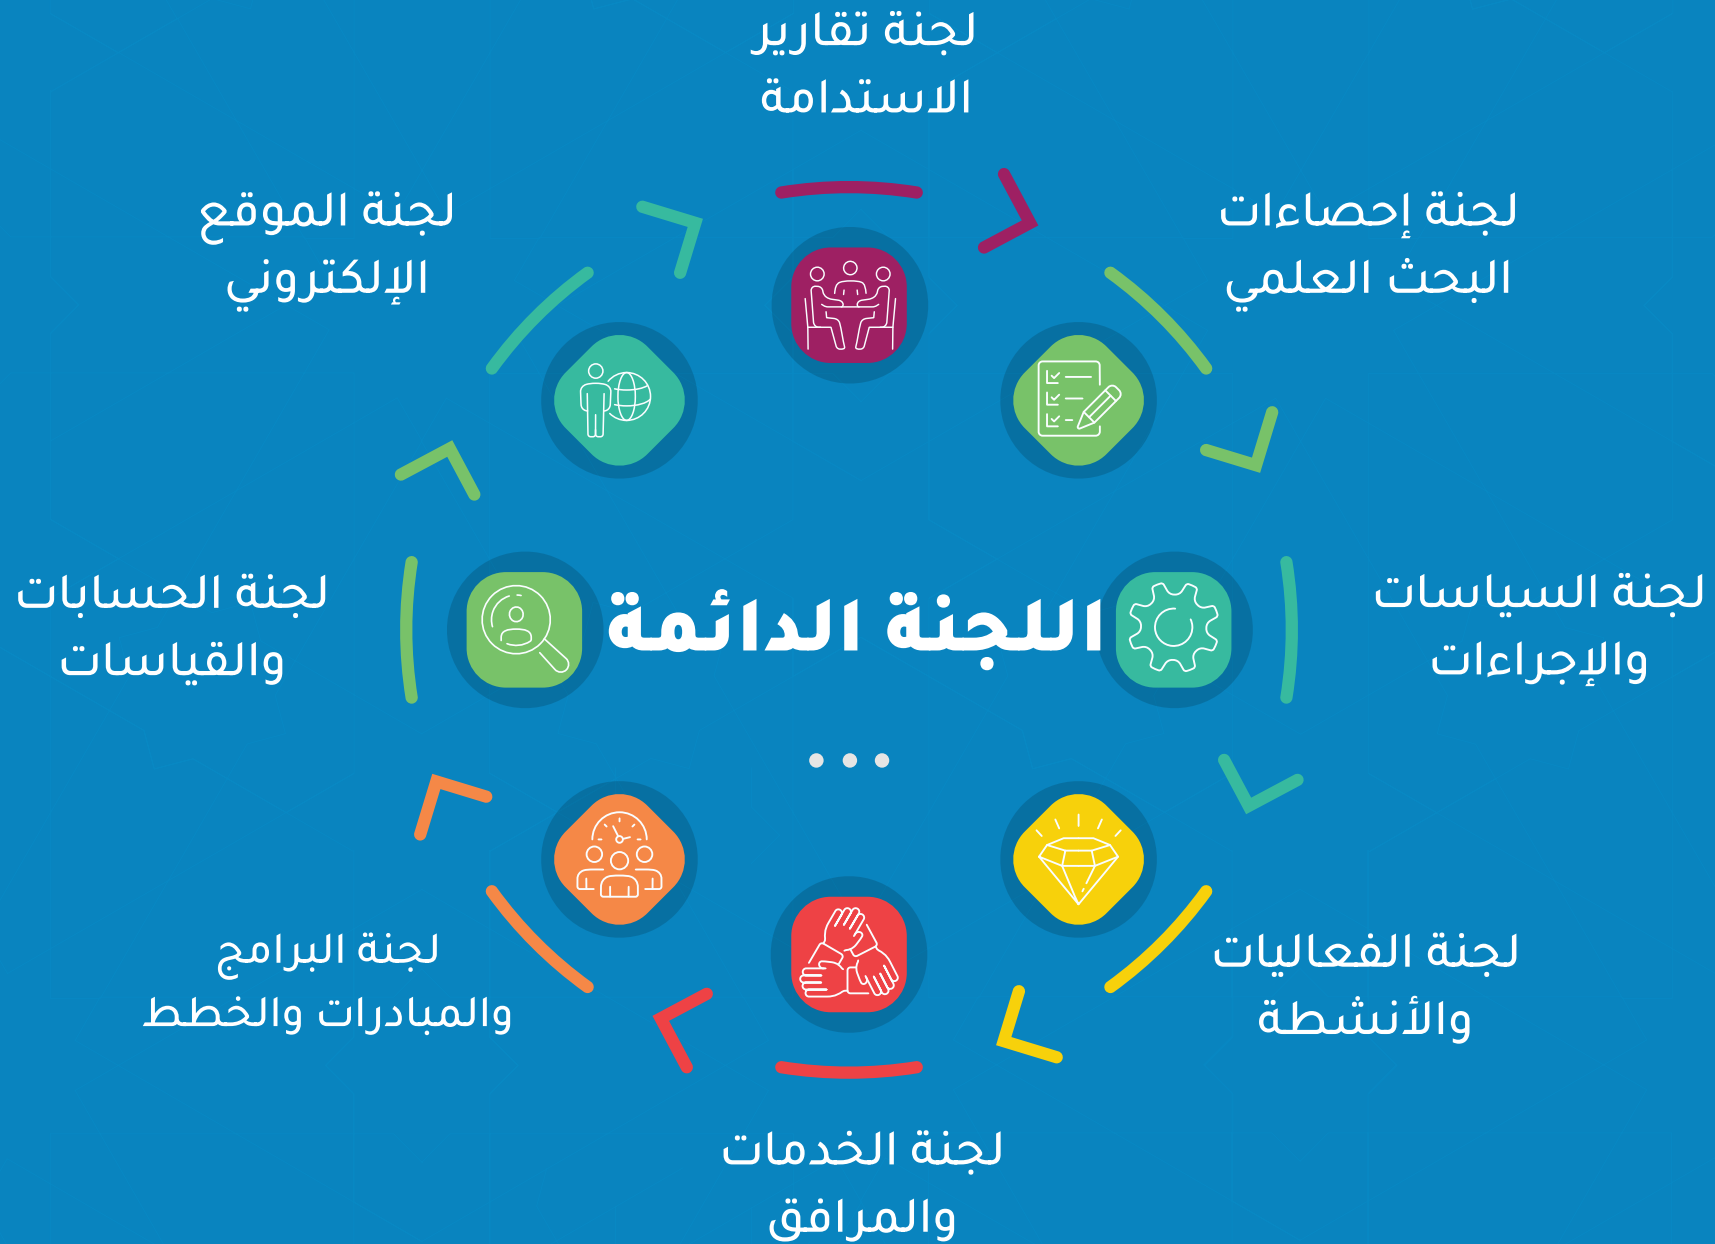 لجنة تقارير
الاستدامة
لجنة إحصاءات
البحث العلمي
لجنة السياسات
والإجراءات
لجنة الفعاليات
والأنشطة
لجنة الخدمات
والمرافق
لجنة البرامج
والمبادرات والخطط
لجنة الحسابات
والقياسات
لجنة الموقع
الإلكتروني
اللجنة الدائمة
...